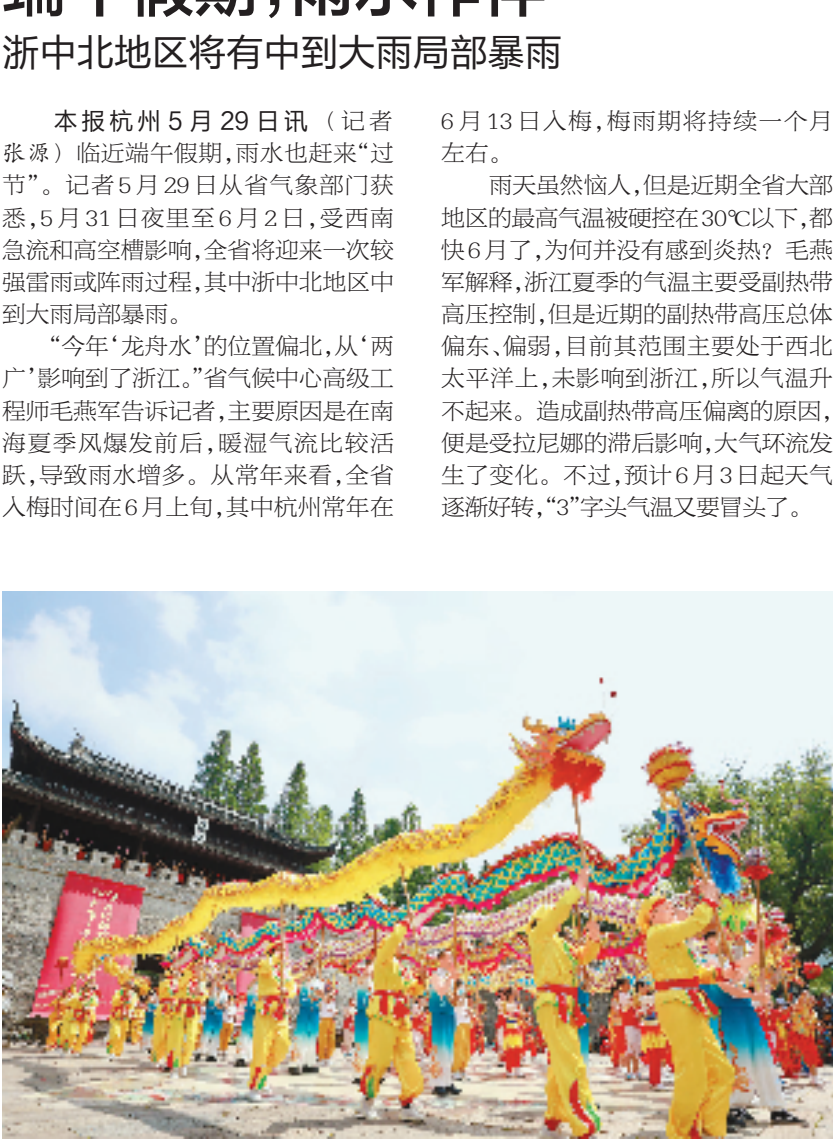 端午假期，雨水作伴
浙中北地区将有中到大雨局部暴雨
本报杭州5月29日讯（记者
张源）临近端午假期，雨水也赶来“过
节”。记者5月29日从省气象部门获
悉，5月31日夜里至6月2日，受西南
急流和高空槽影响，全省将迎来一次较
强雷雨或阵雨过程，其中浙中北地区中
到大雨局部暴雨。
“今年‘龙舟水’的位置偏北，从‘两
广’影响到了浙江。”省气候中心高级工
程师毛燕军告诉记者，主要原因是在南
海夏季风爆发前后，暖湿气流比较活
跃，导致雨水增多。从常年来看，全省
入梅时间在6月上旬，其中杭州常年在
6月13日入梅，梅雨期将持续一个月
左右。
雨天虽然恼人，但是近期全省大部
地区的最高气温被硬控在30℃以下，都
快6月了，为何并没有感到炎热？毛燕
军解释，浙江夏季的气温主要受副热带
高压控制，但是近期的副热带高压总体
偏东、偏弱，目前其范围主要处于西北
太平洋上，未影响到浙江，所以气温升
不起来。造成副热带高压偏离的原因，
便是受拉尼娜的滞后影响，大气环流发
生了变化。不过，预计6月3日起天气
逐渐好转，“3”字头气温又要冒头了。